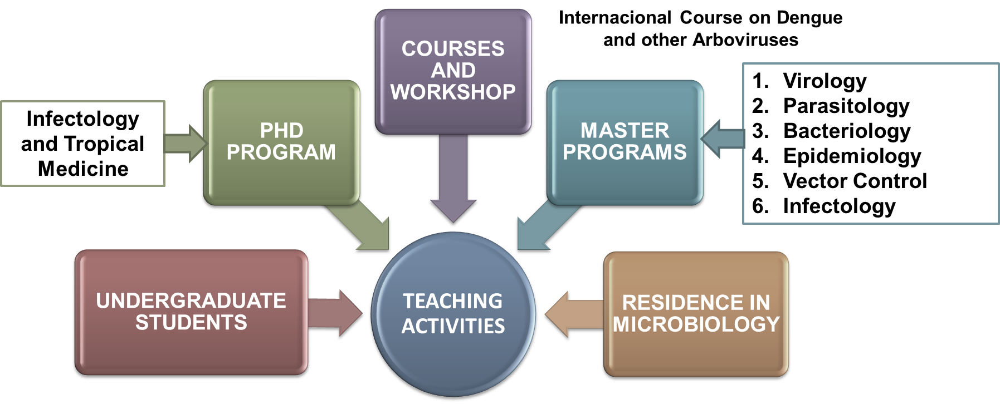 Internacional Course on Dengue
and other Arboviruses
COURSES
AND
WORKSHOP
Infectology
and Tropical
Medicine
PHD
PROGRAM
MASTER
PROGRAMS
1. Virology
2. Parasitology
3. Bacteriology
4. Epidemiology
5. Vector Control
6. Infectology
UNDERGRADUATE
STUDENTS
TEACHING
ACTIVITIES
RESIDENCE IN
MICROBIOLOGY